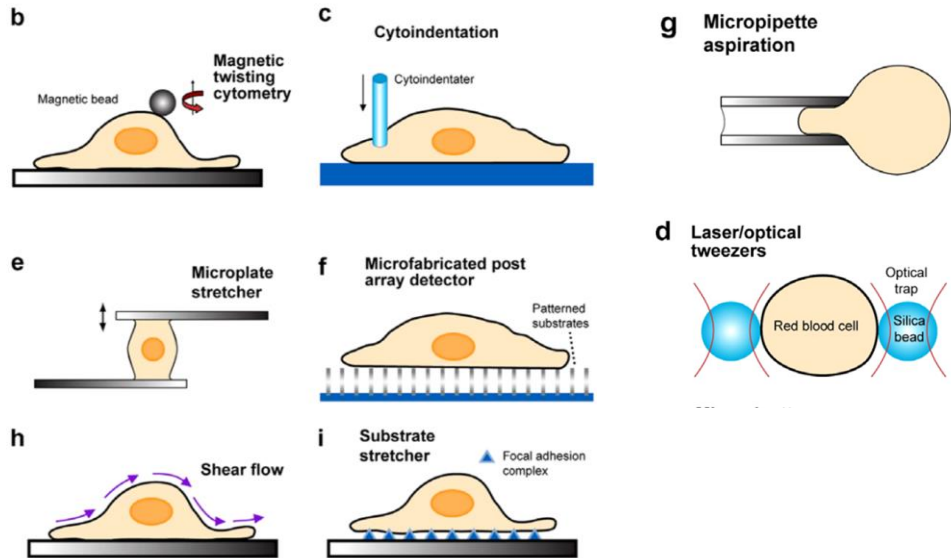 b
Magnetic bead
Magnetic
twisting
cytometry
c
Cytoindentation
Cytoindentater
g
Micropipette
aspiration
e
Microplate
stretcher
f
Microfabricated post
array detector
Patterned
substrates
d
Laser/optical
tweezers
Optical
trap
Red blood cell
Silica
bead
h
Shear flow
i
Substrate
stretcher
Focal adhesion
complex